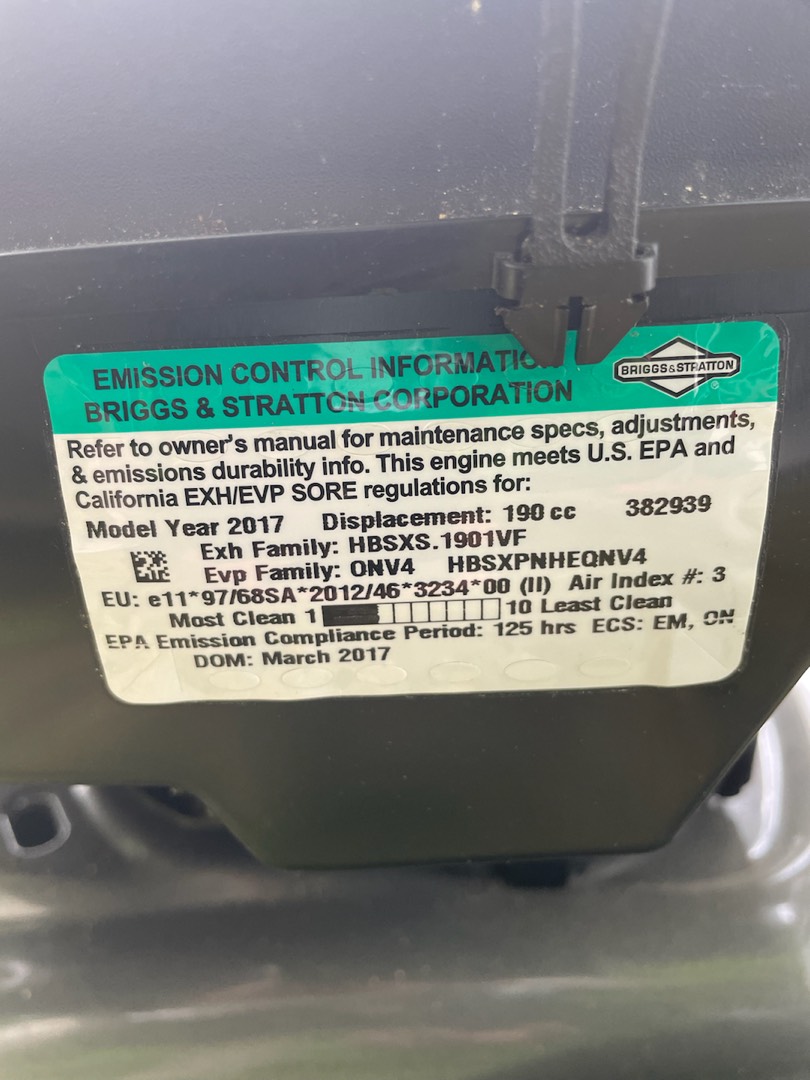 EMISSION CONTROL INFORMATIO
BRIGGS & STRATTON CORPORATION
BRIGGS & STRATTON
®
Refer to owner's manual for maintenance specs, adjustments,
& emissions durability info. This engine meets U.S. EPA and
California EXH/EVP SORE regulations for:
Model Year 2017 Displacement: 190 cc 382939
Exh Family: HBSXS.1901VF
Evp Family: ONV4 HBSXPNHEQNV4
EU: e11*97/68SA*2012/46*3234*00 (II) Air Index #: 3
Most Clean 1 10 Least Clean
EPA Emission Compliance Period: 125 hrs ECS: EM, ON
DOM: March 2017